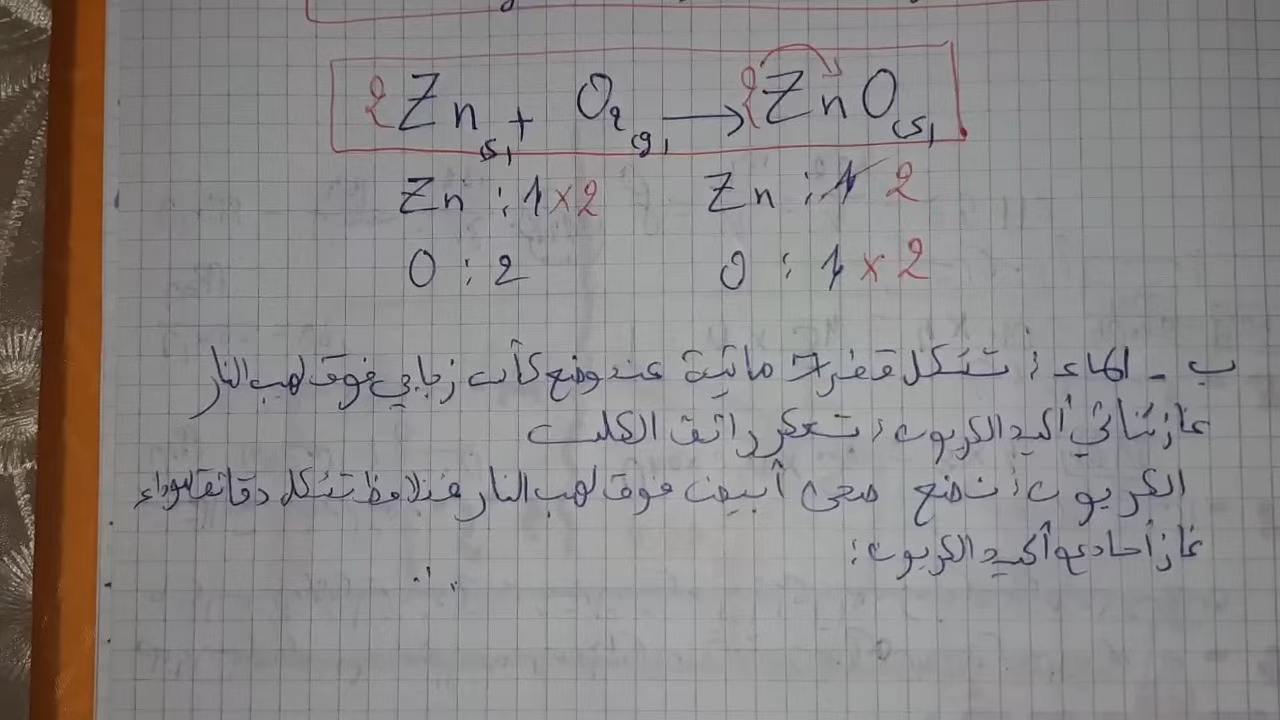 2Zn(s) + O2(g) → 2ZnO(s)
Zn : 1 × 2 Zn : 1 2
O : 2 O : 1 × 2
ب - الماء : تشكل قطرات مائية عند وضع كأس زجاجي فوق لهب النار
غاز ثنائي أكسيد الكربون : تعكر رائق الكلس
الكربون : نضع صحن أبيض فوق لهب النار فنلاحظ تشكل دقائق سوداء
غاز أحادي أكسيد الكربون :